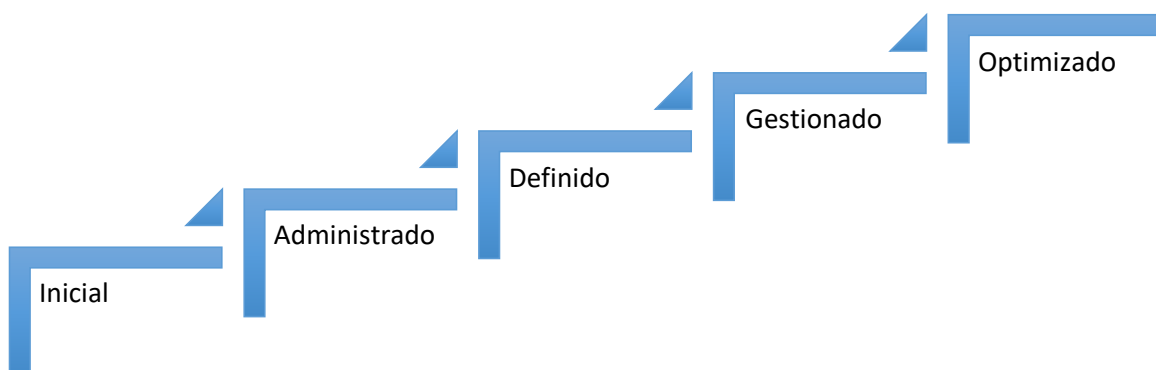 Optimizado
Gestionado
Definido
Administrado
Inicial